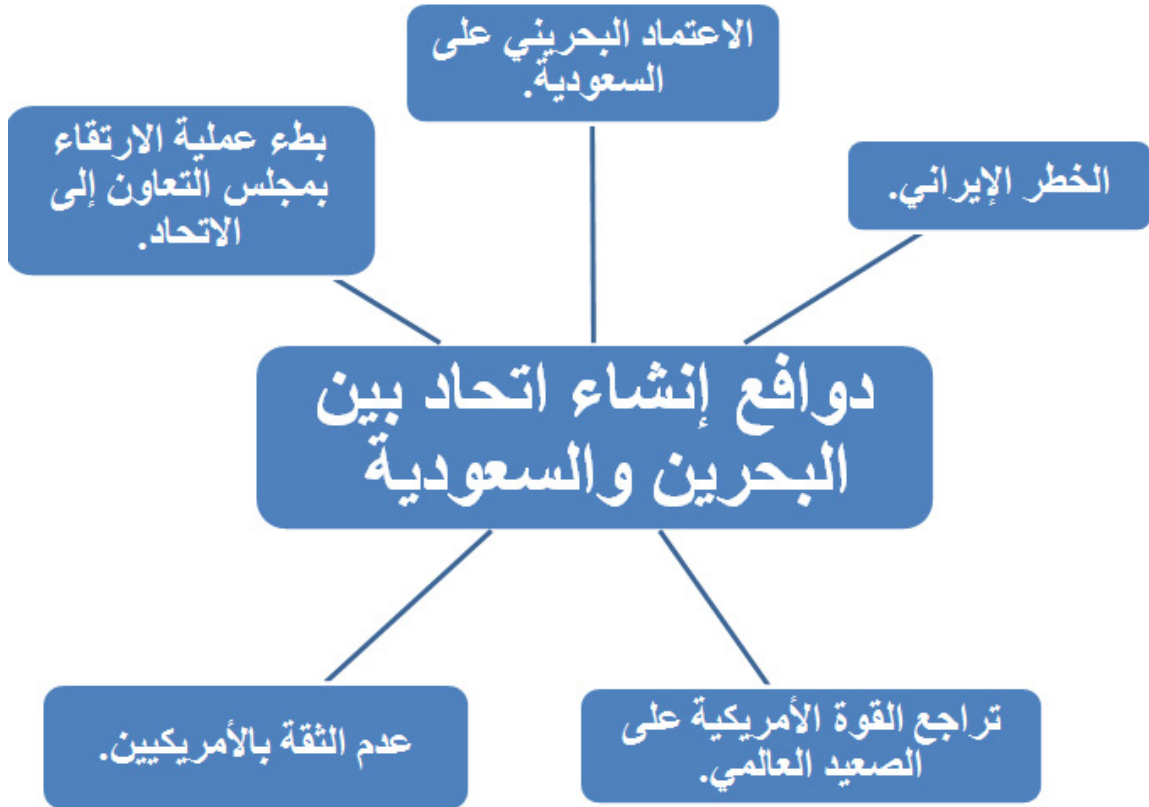 الاعتماد البحريني على
السعودية.
بطء عملية الارتقاء
بمجلس التعاون إلى
الاتحاد.
الخطر الإيراني.
دوافع إنشاء اتحاد بين
البحرين والسعودية
عدم الثقة بالأمريكيين.
تراجع القوة الأمريكية على
الصعيد العالمي.